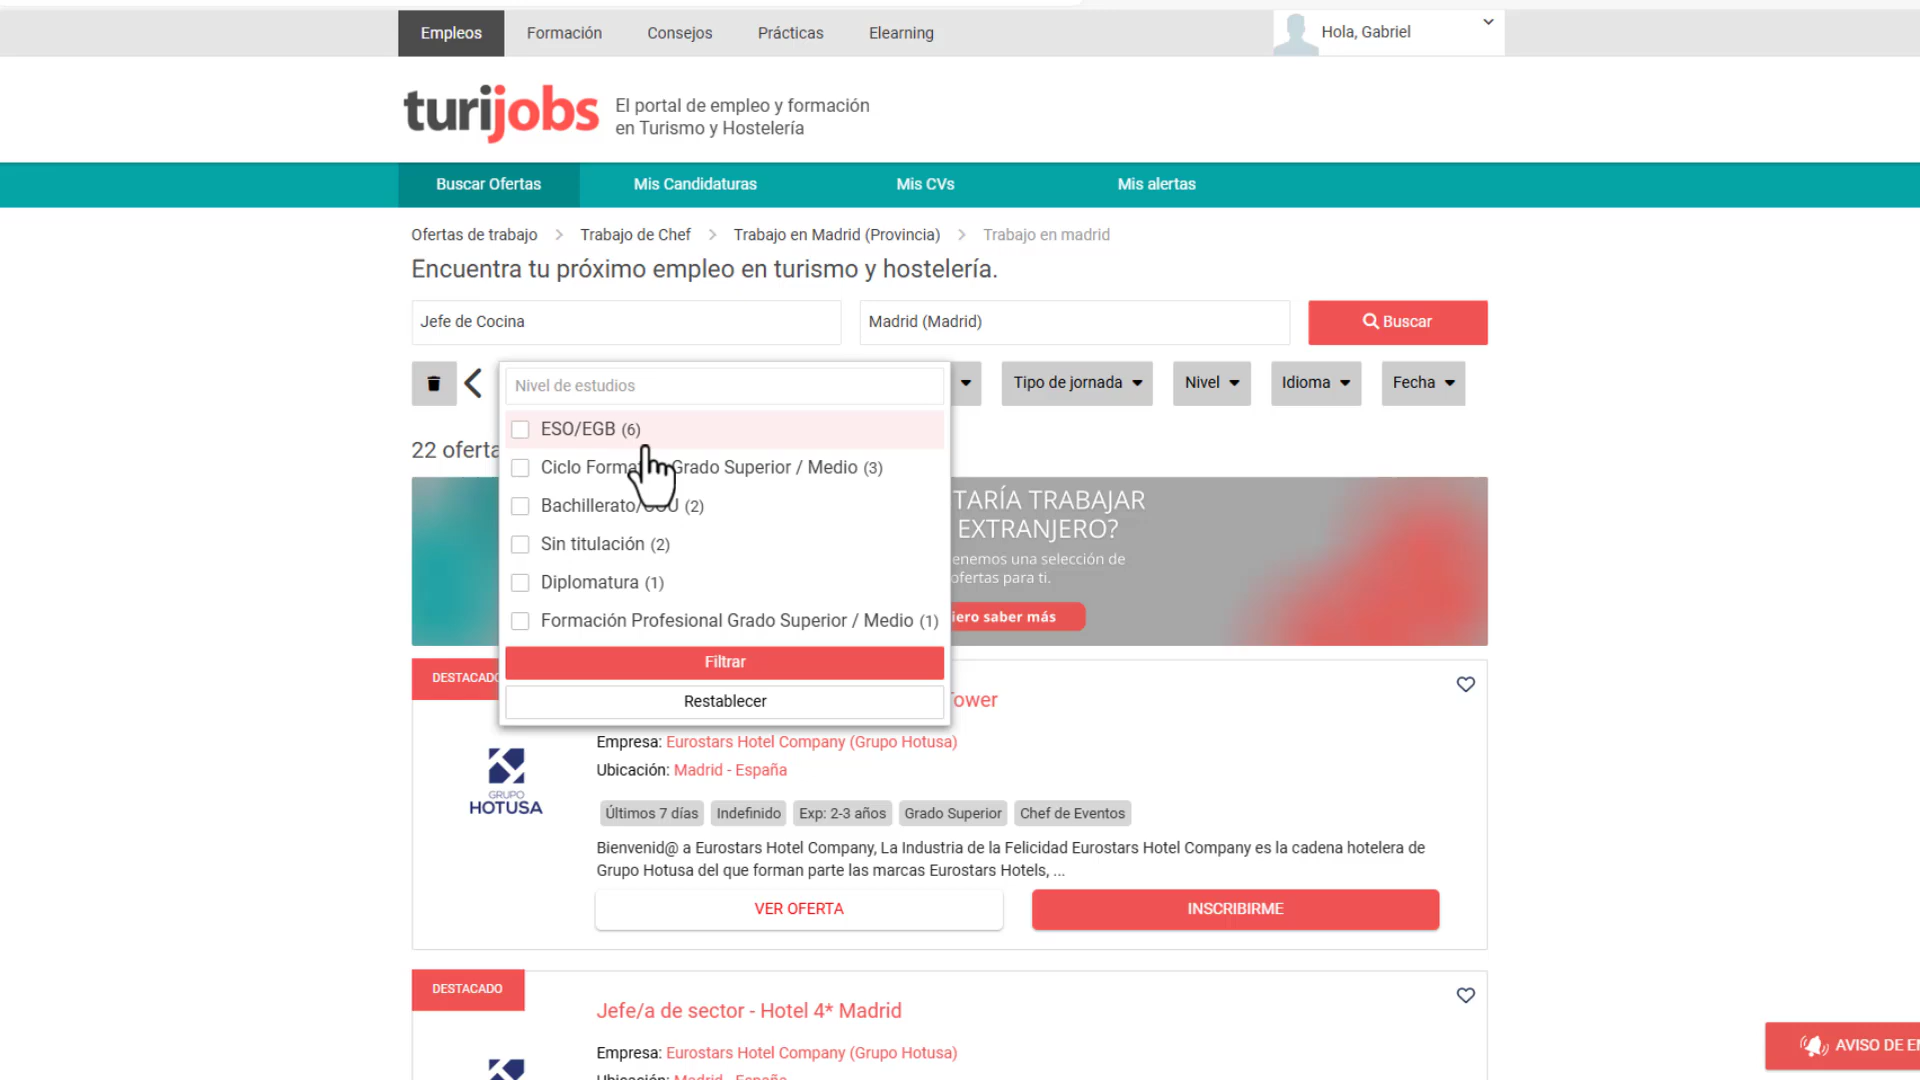 Empleos
Formación
Consejos
Prácticas
Elearning
Hola, Gabriel
turijobs
El portal de empleo y formación
en Turismo y Hostelería
Buscar Ofertas
Mis Candidaturas
Mis CVs
Mis alertas
Ofertas de trabajo > Trabajo de Chef > Trabajo en Madrid (Provincia) > Trabajo en madrid
Encuentra tu próximo empleo en turismo y hostelería.
Jefe de Cocina
Madrid (Madrid)
Buscar
Nivel de estudios
Tipo de jornada
Nivel
Idioma
Fecha
ESO/EGB (6)
22
Grado Superior / Medio (3)
Ciclo
(2)
Sin titulación (2)
Diplomatura (1)
Formación Profesional Grado Superior / Medio (1)
Filtrar
Restablecer
TRABAJAR
EXTRANJERO?
una selección de
ofertas para ti.
saber más
DESTACADO
Empresa: Eurostars Hotel Company (Grupo Hotusa)
Ubicación: Madrid - España
GRUPO
HOTUSA
Últimos 7 días
Indefinido
Exp: 2-3 años
Grado Superior
Chef de Eventos
Bienvenid@ a Eurostars Hotel Company, La Industria de la Felicidad Eurostars Hotel Company es la cadena hotelera de
Grupo Hotusa del que forman parte las marcas Eurostars Hotels, ...
VER OFERTA
INSCRIBIRME
DESTACADO
Jefe/a de sector - Hotel 4* Madrid
Empresa: Eurostars Hotel Company (Grupo Hotusa)
Ubicación: Madrid - España
AVISO DE